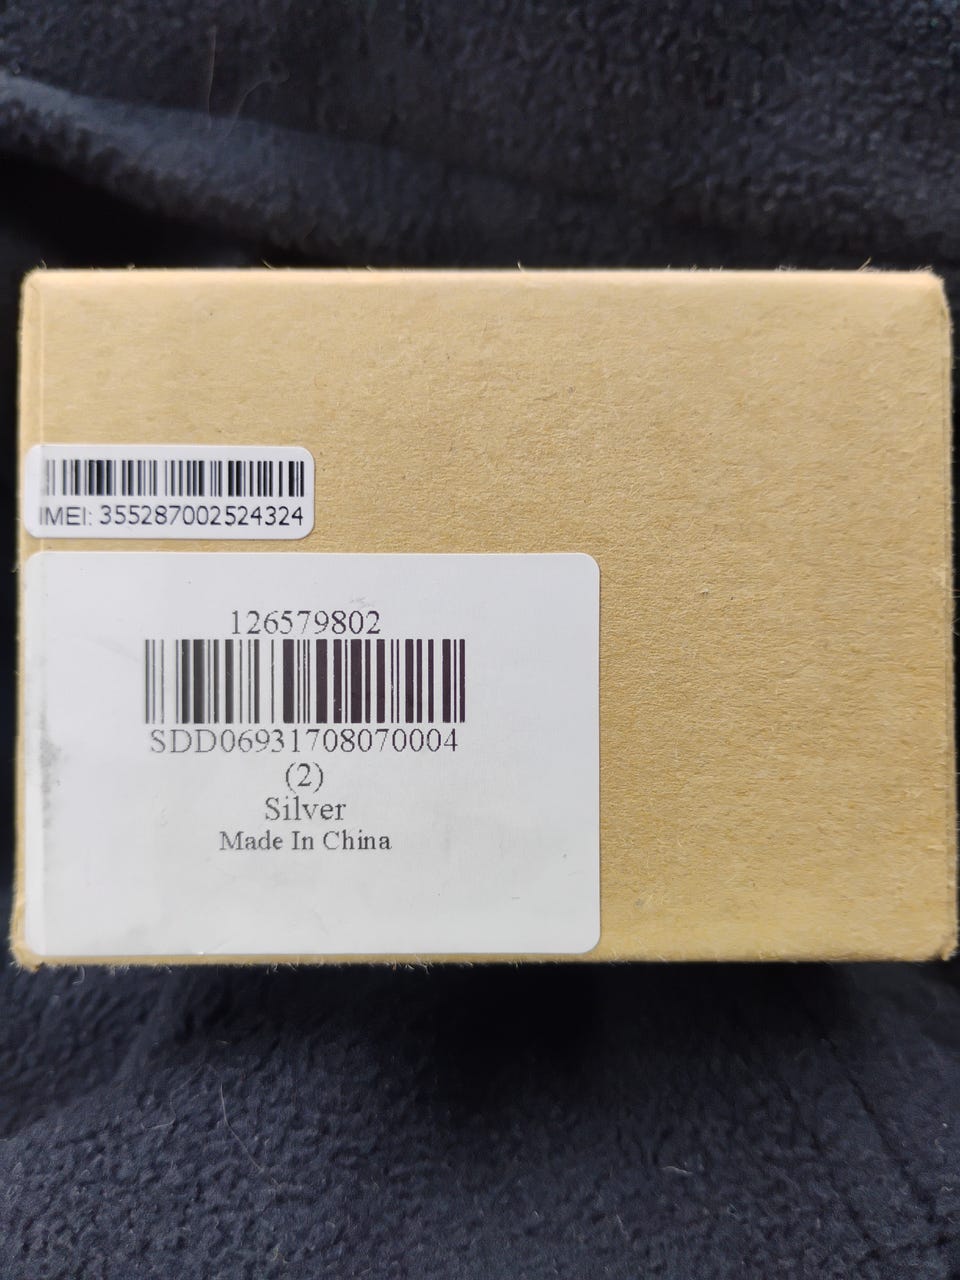 IMEI: 355287002524324
126579802
SDD06931708070004
(2)
Silver
Made In China